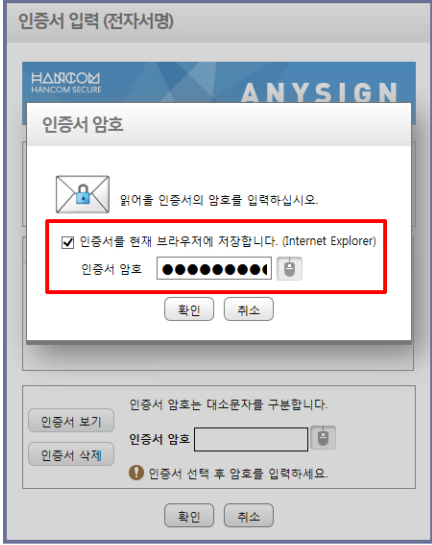 인증서 입력 (전자서명)
HANCOM
HANCOM SECURE
ANYSIGN
인증서 암호
읽어올 인증서의 암호를 입력하십시오.
인증서를 현재 브라우저에 저장합니다. (Internet Explorer)
인증서 암호
확인
취소
인증서 암호는 대소문자를 구분합니다.
인증서 보기
인증서 암호
인증서 삭제
인증서 선택 후 암호를 입력하세요.
확인
취소